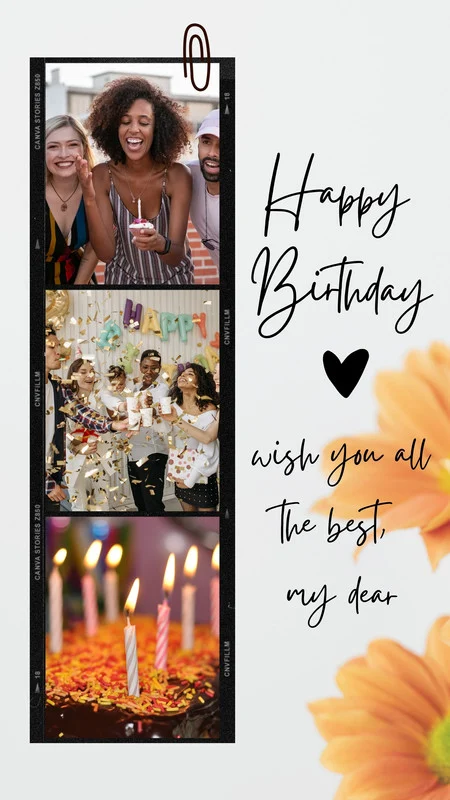 Happy
Birthday
wish you all
the best,
my dear
CANVA STORIES Z650
18
HAPPY
CNVFILLM
CNVFILLM
CANVA STORIES Z650
CNVFILLM
18